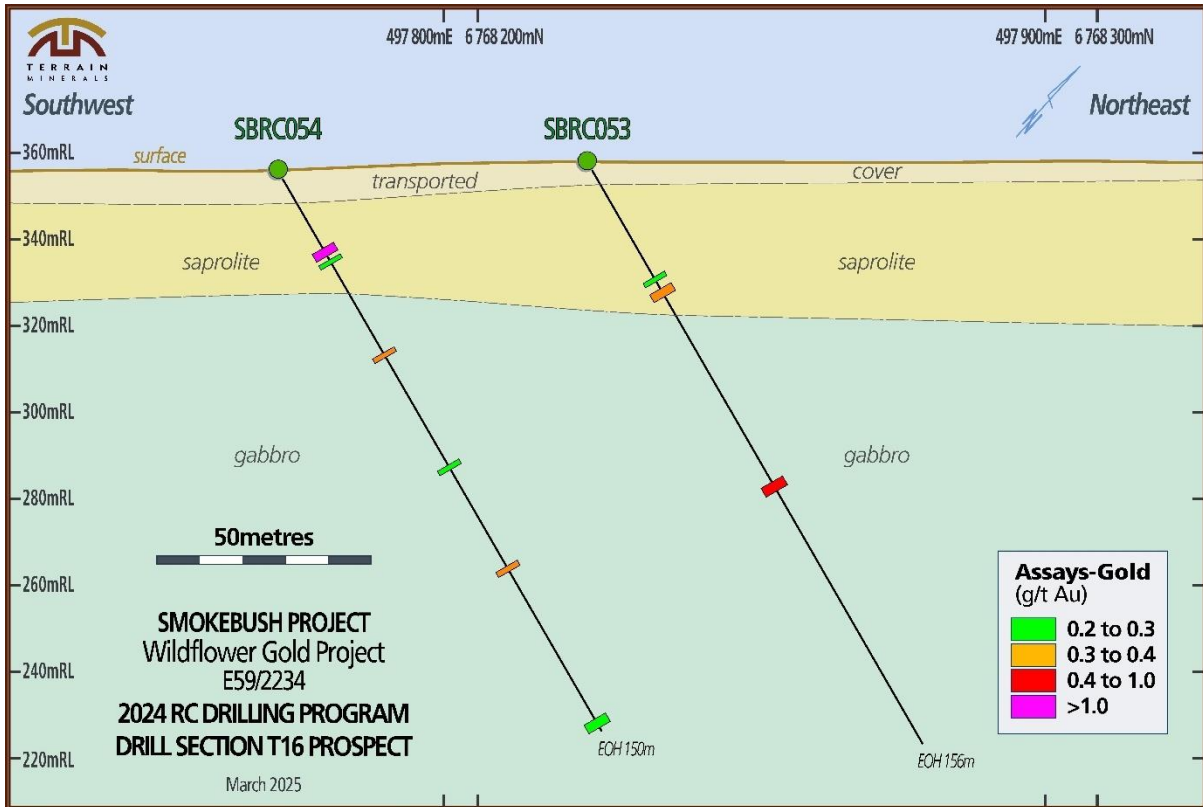 497 800mE 6 768 200mN
497 900mE 6 768 300mN
TERRAIN
MINERALS
Southwest
Northeast
SBRC054
SBRC053
360mRL
surface
transported
cover
340mRL
saprolite
saprolite
320mRL
300mRL
gabbro
gabbro
280mRL
50metres
260mRL
Assays-Gold
(g/t Au)
0.2 to 0.3
0.3 to 0.4
0.4 to 1.0
>1.0
SMOKEBUSH PROJECT
Wildflower Gold Project
E59/2234
240mRL
2024 RC DRILLING PROGRAM
DRILL SECTION T16 PROSPECT
220mRL
EOH 150m
EOH 156m
March 2025